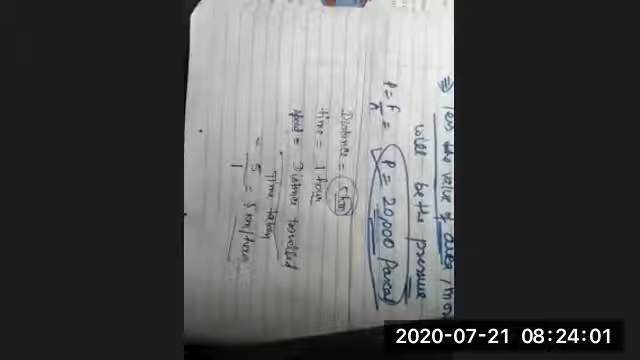 ⇒ Less the value of area, more
will be the pressure
P = F/A = P = 20,000 Pascal
Distance = 5 km
time = 1 hour
speed = Distance travelled
Time taken
= 5/1 = 5 km/hour
2020-07-21 08:24:01